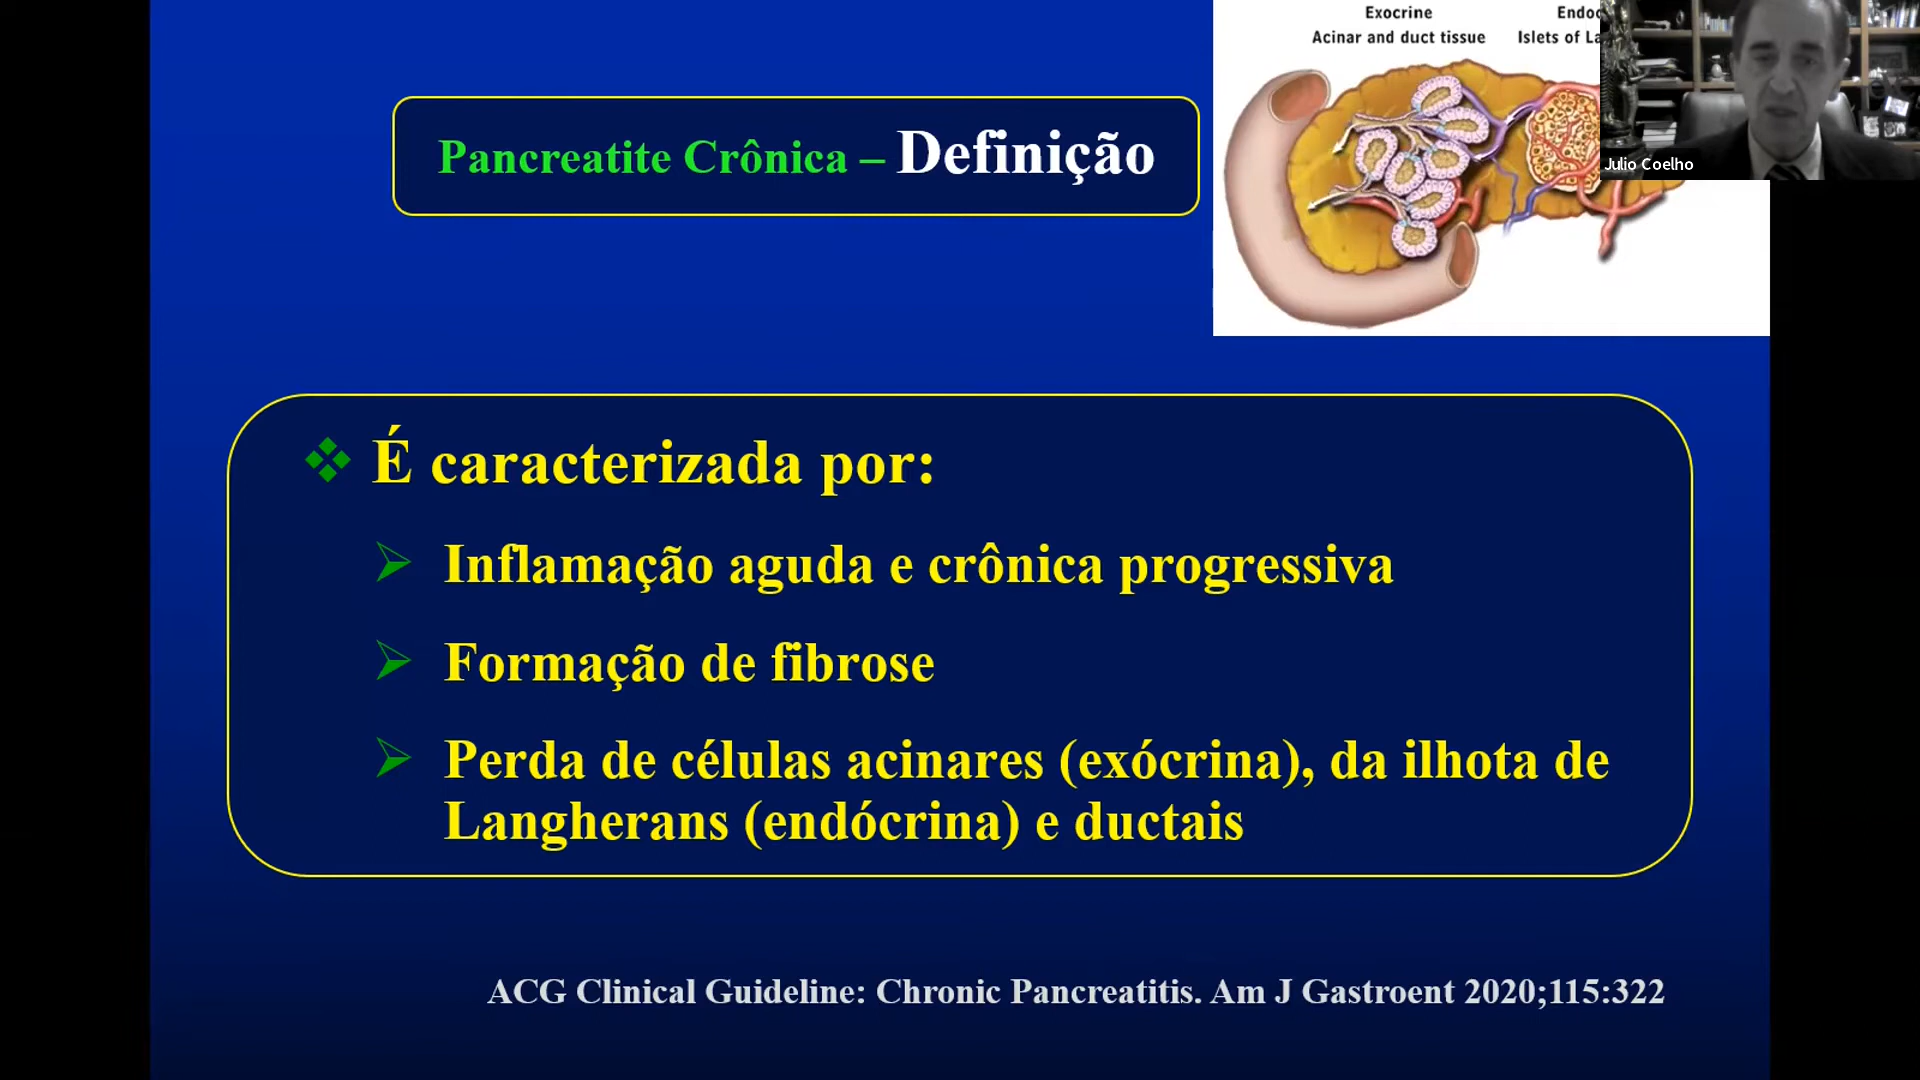 Exocrine
Acinar and duct tissue
Islets of
Julio Coelho
Pancreatite Crônica – Definição
É caracterizada por:
Inflamação aguda e crônica progressiva
Formação de fibrose
Perda de células acinares (exócrina), da ilhota de
Langherans (endócrina) e ductais
ACG Clinical Guideline: Chronic Pancreatitis. Am J Gastroent 2020;115:322